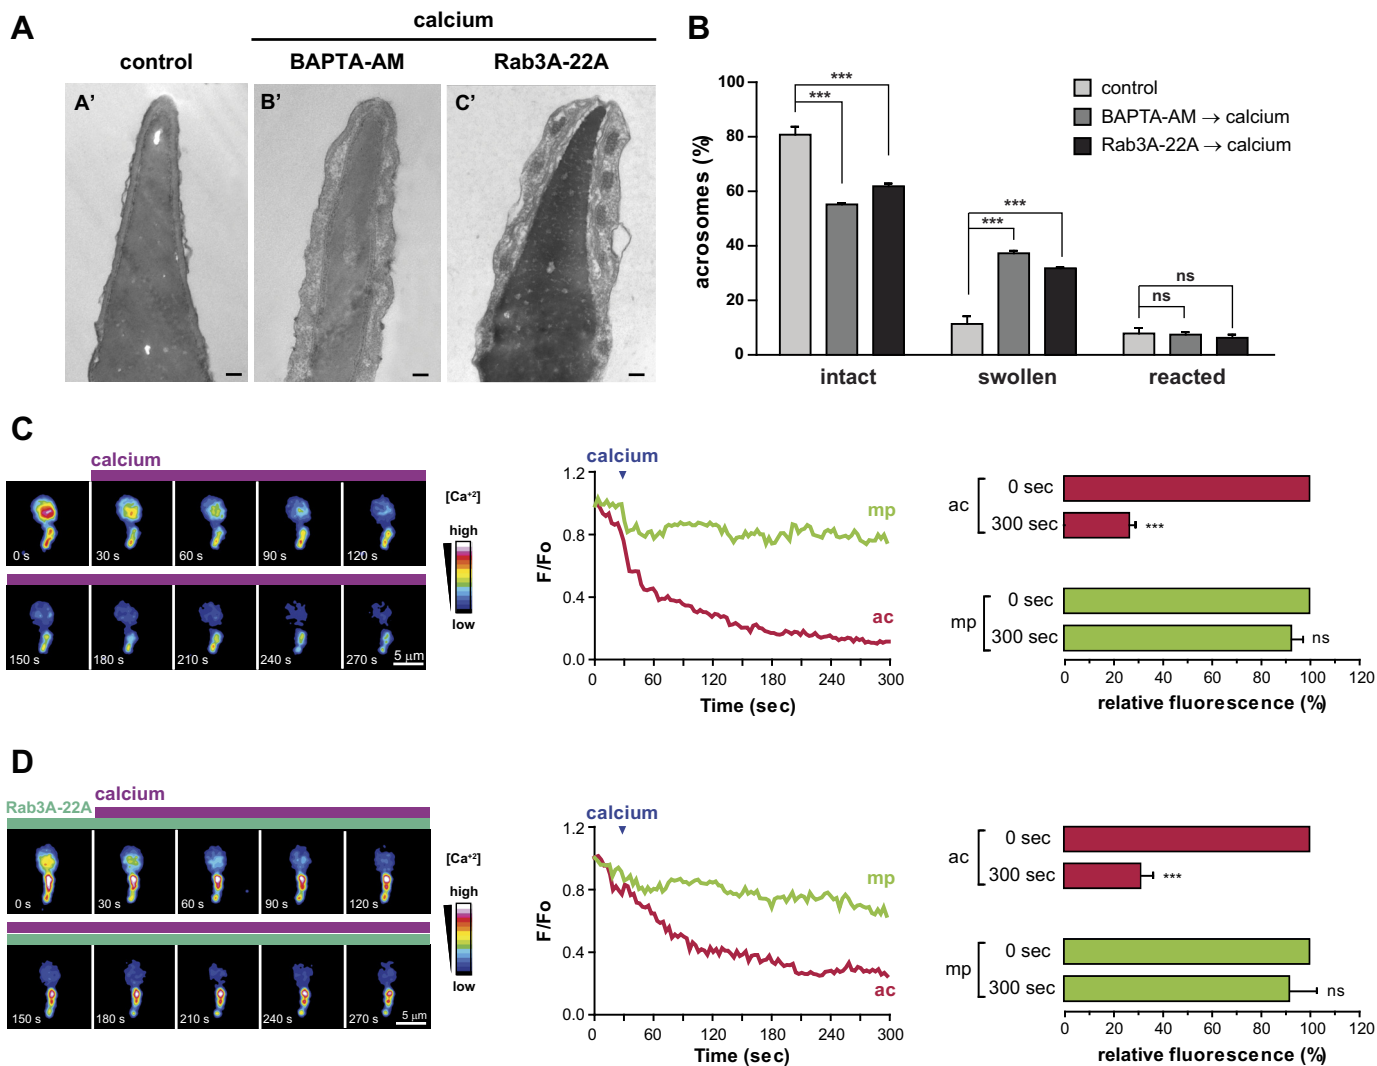 A
calcium
control
BAPTA-AM
Rab3A-22A
A'
B'
C'
B
acrosomes (%)
100
80
60
40
20
0
***
***
***
***
ns
ns
control
BAPTA-AM → calcium
Rab3A-22A → calcium
intact
swollen
reacted
C
calcium
0 s
30 s
60 s
90 s
120 s
150 s
180 s
210 s
240 s
270 s
5 µm
[Ca⁺²]
high
low
calcium
F/Fo
1.2
0.8
0.4
0.0
mp
ac
0 60 120 180 240 300
Time (sec)
ac
0 sec
300 sec
***
mp
0 sec
300 sec
ns
0 20 40 60 80 100 120
relative fluorescence (%)
D
Rab3A-22A
calcium
0 s
30 s
60 s
90 s
120 s
150 s
180 s
210 s
240 s
270 s
5 µm
[Ca⁺²]
high
low
calcium
F/Fo
1.2
0.8
0.4
0.0
mp
ac
0 60 120 180 240 300
Time (sec)
ac
0 sec
300 sec
***
mp
0 sec
300 sec
ns
0 20 40 60 80 100 120
relative fluorescence (%)